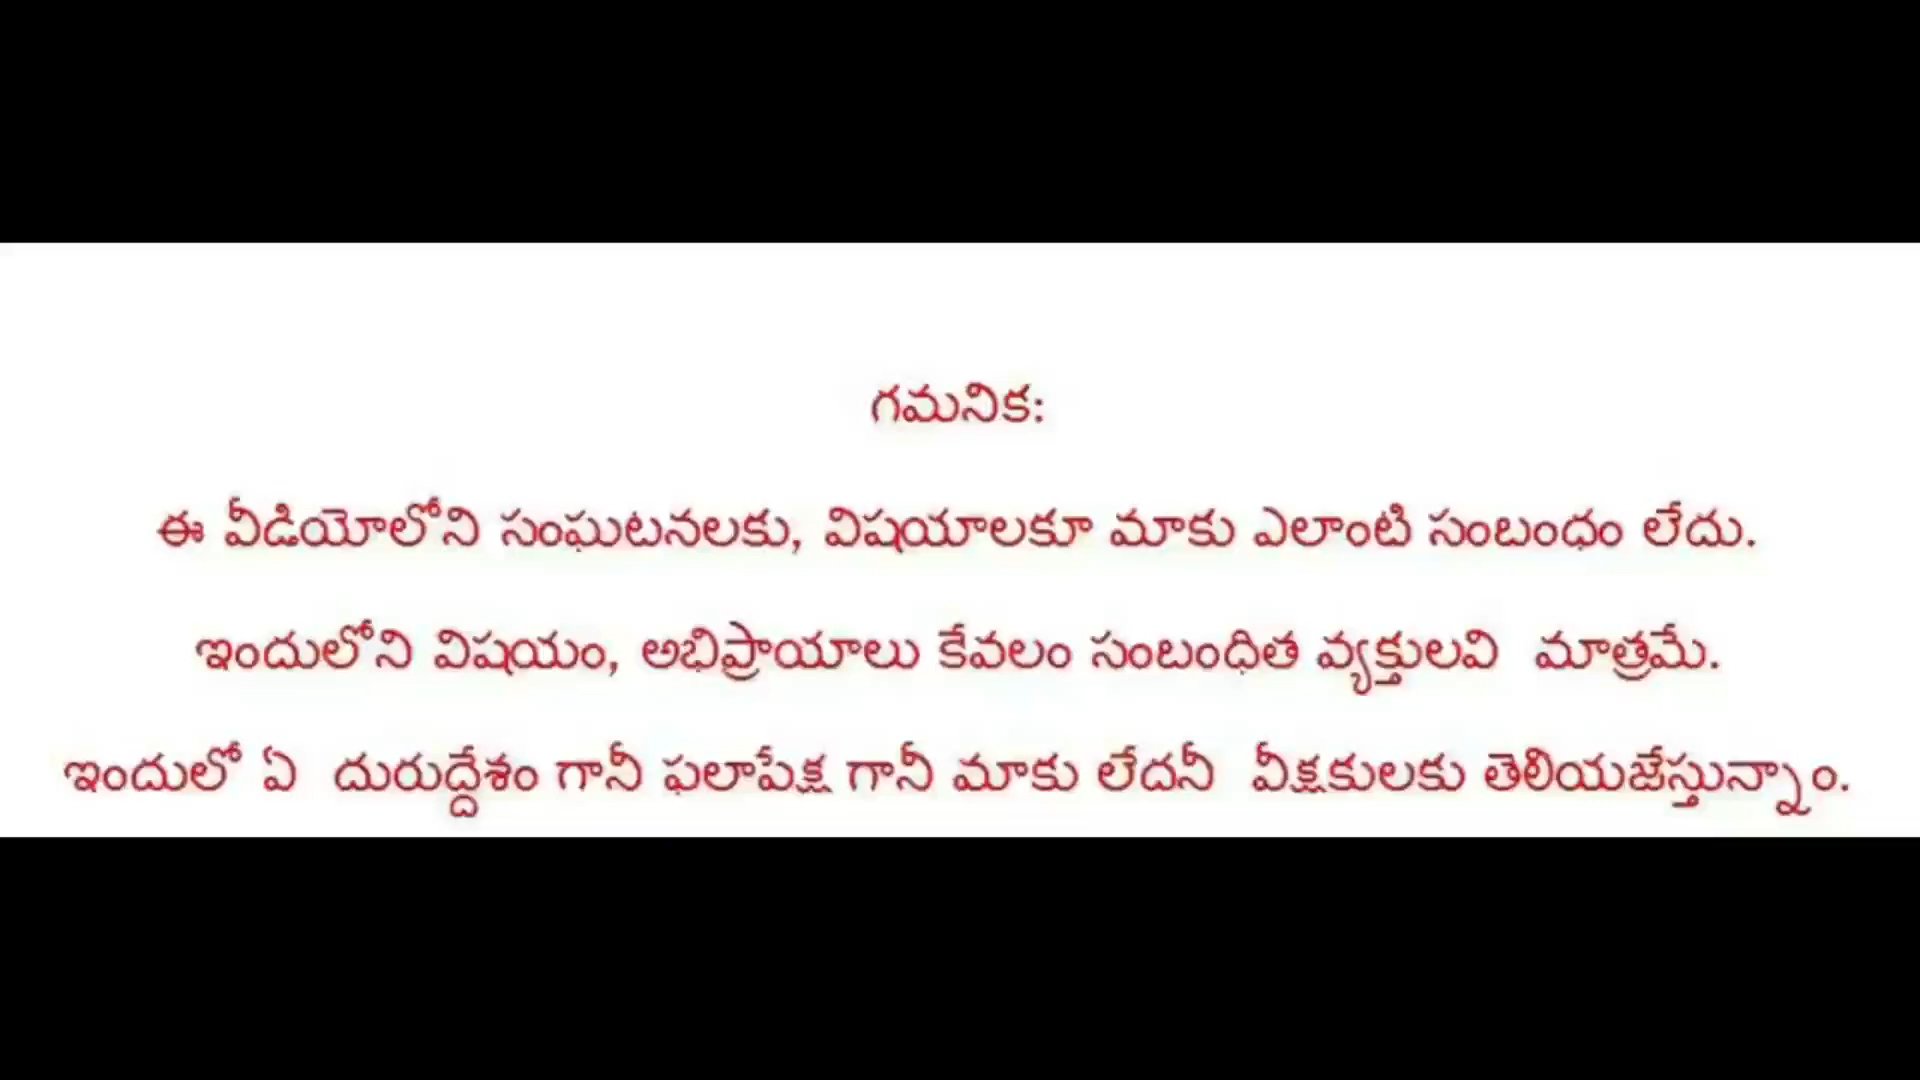 గమనిక:
ఈ వీడియోలోని సంఘటనలకు, విషయాలకూ మాకు ఎలాంటి సంబంధం లేదు.
ఇందులోని విషయం, అభిప్రాయాలు కేవలం సంబంధిత వ్యక్తులవి మాత్రమే.
ఇందులో ఏ దురుద్దేశం గానీ ఫలాపేక్ష గానీ మాకు లేదనీ వీక్షకులకు తెలియజేస్తున్నాం.